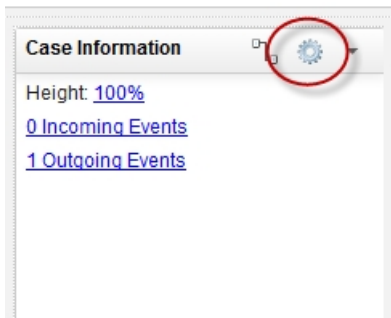 Case Information
Height: 100%
0 Incoming Events
1 Outgoing Events